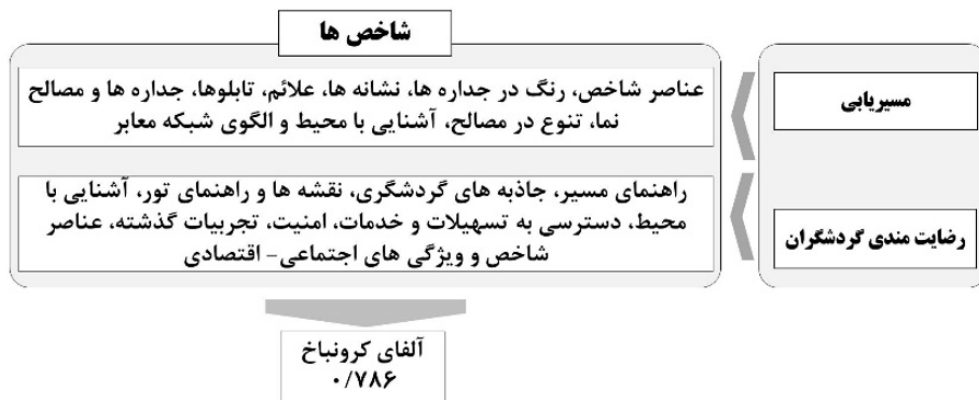 شاخص ها
مسیریابی
عناصر شاخص، رنگ در جداره ها، نشانه ها، علائم، تابلوها، جداره ها و مصالح
نما، تنوع در مصالح، آشنایی با محیط و الگوی شبکه معابر
رضایت مندی گردشگران
راهنمای مسیر، جاذبه های گردشگری، نقشه ها و راهنمای تور، آشنایی با
محیط، دسترسی به تسهیلات و خدمات، امنیت، تجربیات گذشته، عناصر
شاخص و ویژگی های اجتماعی- اقتصادی
آلفای کرونباخ
۰/۷۸۶